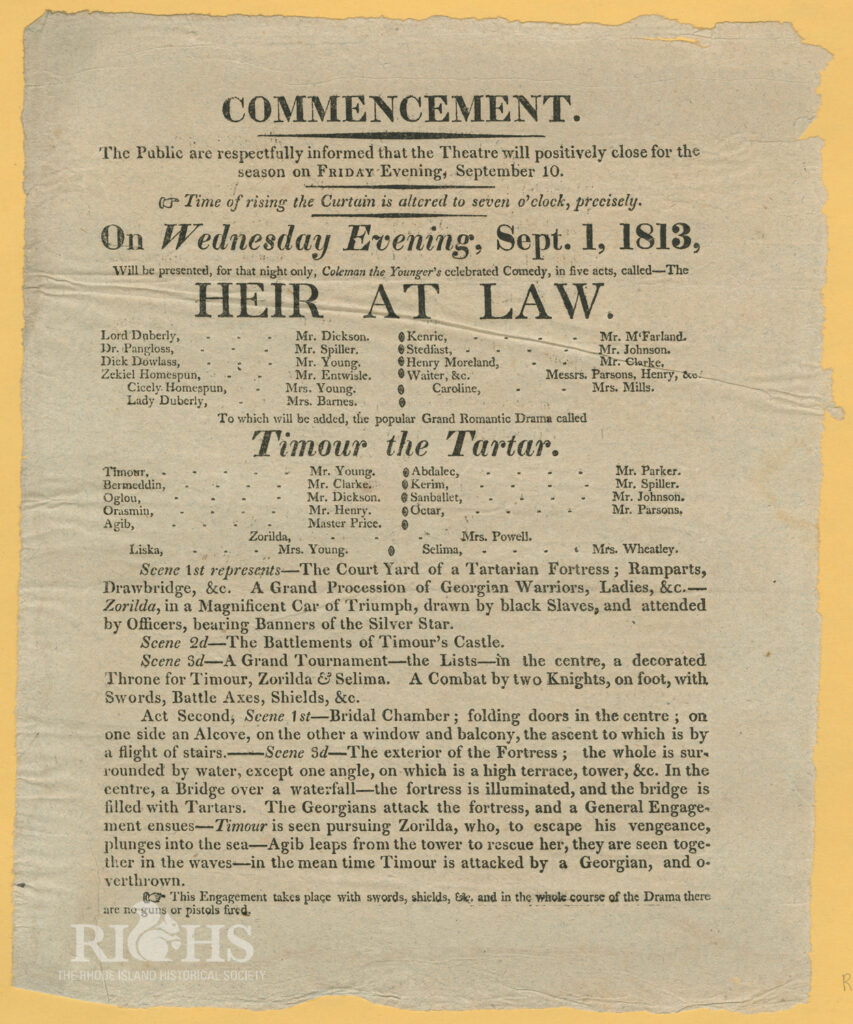 COMMENCEMENT.
The Public are respectfully informed that the Theatre will positively close for the
season on FRIDAY Evening, September 10.
☞ Time of rising the Curtain is altered to seven o'clock, precisely.
On Wednesday Evening, Sept. 1, 1813,
Will be presented, for that night only, Coleman the Younger's celebrated Comedy, in five acts, called—The
HEIR AT LAW.
Lord Duberly, - - - Mr. Dickson. Kenric, - - - - Mr. M'Farland.
Dr. Pangloss, - - - Mr. Spiller. Stedfast, - - - - Mr. Johnson.
Dick Dowlass, - - - Mr. Young. Henry Moreland, - - Mr. Clarke.
Zekiel Homespun, - - - Mr. Entwisle. Waiter, &c. Messrs. Parsons, Henry, &c.
Cicely Homespun, - Mrs. Young. Caroline, - Mrs. Mills.
Lady Duberly, - Mrs. Barnes.
To which will be added, the popular Grand Romantic Drama called
Timour the Tartar.
Timour, - - - - - Mr. Young. Abdalec, - - - - Mr. Parker.
Bermeddin, - - - - Mr. Clarke. Kerim, - - - - Mr. Spiller.
Oglou, - - - - - Mr. Dickson. Sanballet, - - - - Mr. Johnson.
Orasmin, - - - - Mr. Henry. Octar, - - - - Mr. Parsons.
Agib, - - - - Master Price.
Zorilda, - - - - - Mrs. Powell.
Liska, - - - Mrs. Young. Selima, - - - - Mrs. Wheatley.
Scene 1st represents—The Court Yard of a Tartarian Fortress; Ramparts,
Drawbridge, &c. A Grand Procession of Georgian Warriors, Ladies, &c.—
Zorilda, in a Magnificent Car of Triumph, drawn by black Slaves, and attended
by Officers, bearing Banners of the Silver Star.
Scene 2d—The Battlements of Timour's Castle.
Scene 3d—A Grand Tournament—the Lists—in the centre, a decorated
Throne for Timour, Zorilda & Selima. A Combat by two Knights, on foot, with
Swords, Battle Axes, Shields, &c.
Act Second, Scene 1st—Bridal Chamber; folding doors in the centre; on
one side an Alcove, on the other a window and balcony, the ascent to which is by
a flight of stairs.——Scene 3d—The exterior of the Fortress; the whole is sur-
rounded by water, except one angle, on which is a high terrace, tower, &c. In the
centre, a Bridge over a waterfall—the fortress is illuminated, and the bridge is
filled with Tartars. The Georgians attack the fortress, and a General Engage-
ment ensues—Timour is seen pursuing Zorilda, who, to escape his vengeance,
plunges into the sea—Agib leaps from the tower to rescue her, they are seen toge-
ther in the waves—in the mean time Timour is attacked by a Georgian, and o-
verthrown.
☞ This Engagement takes place with swords, shields, &c. and in the whole course of the Drama there
are no guns or pistols fired.
RIHS
THE RHODE ISLAND HISTORICAL SOCIETY
R